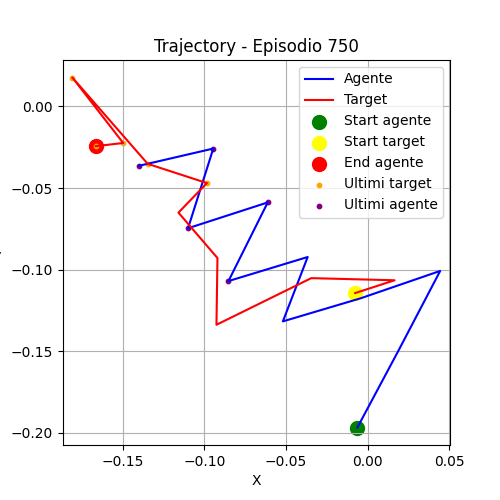 Trajectory - Episodio 750
Agente
Target
Start agente
Start target
End agente
Ultimi target
Ultimi agente
0.00
−0.05
−0.10
−0.15
−0.20
−0.15
−0.10
−0.05
0.00
0.05
X